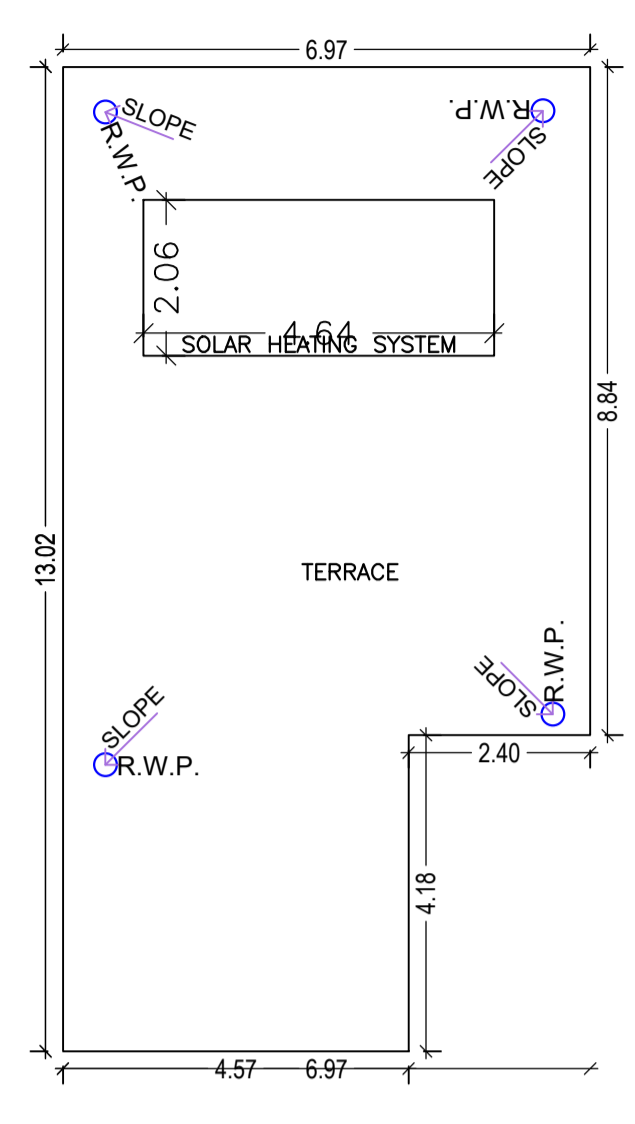 6.97
SLOPE
R.W.P.
R.W.P.
SLOPE
2.06
4.64
SOLAR HEATING SYSTEM
8.84
13.02
TERRACE
R.W.P.
SLOPE
SLOPE
R.W.P.
2.40
4.18
4.57
6.97